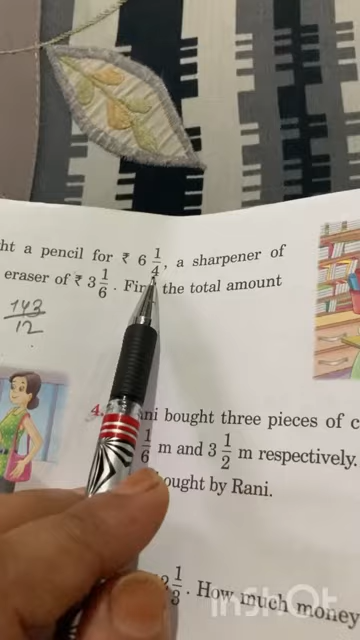 ht a pencil for ₹ 6 1/4, a sharpener of
eraser of ₹ 3 1/6. Find the total amount
143/12
4. ni bought three pieces of c
1/6 m and 3 1/2 m respectively.
ought by Rani.
2 1/3. How much money
InShOt